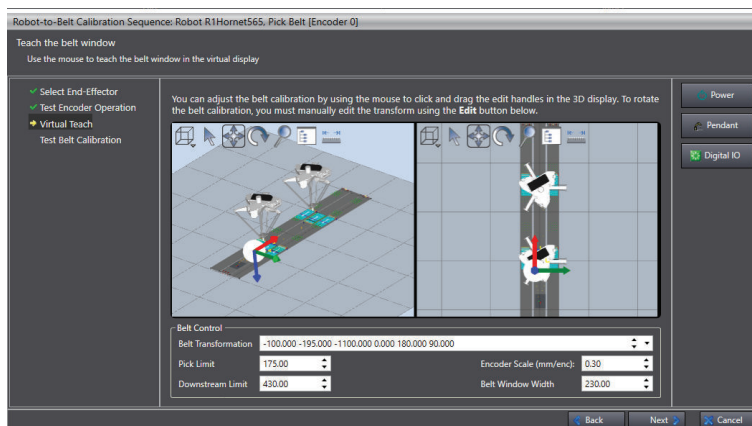 Robot-to-Belt Calibration Sequence: Robot R1Hornet565, Pick Belt [Encoder 0]
Teach the belt window
Use the mouse to teach the belt window in the virtual display
Select End-Effector
Test Encoder Operation
Virtual Teach
Test Belt Calibration
You can adjust the belt calibration by using the mouse to click and drag the edit handles in the 3D display. To rotate
the belt calibration, you must manually edit the transform using the Edit button below.
Power
Pendant
Digital IO
Belt Control
Belt Transformation -100.000 -195.000 -1100.000 0.000 180.000 90.000
Pick Limit 175.00 Encoder Scale (mm/enc): 0.30
Downstream Limit 430.00 Belt Window Width 230.00
Back Next Cancel